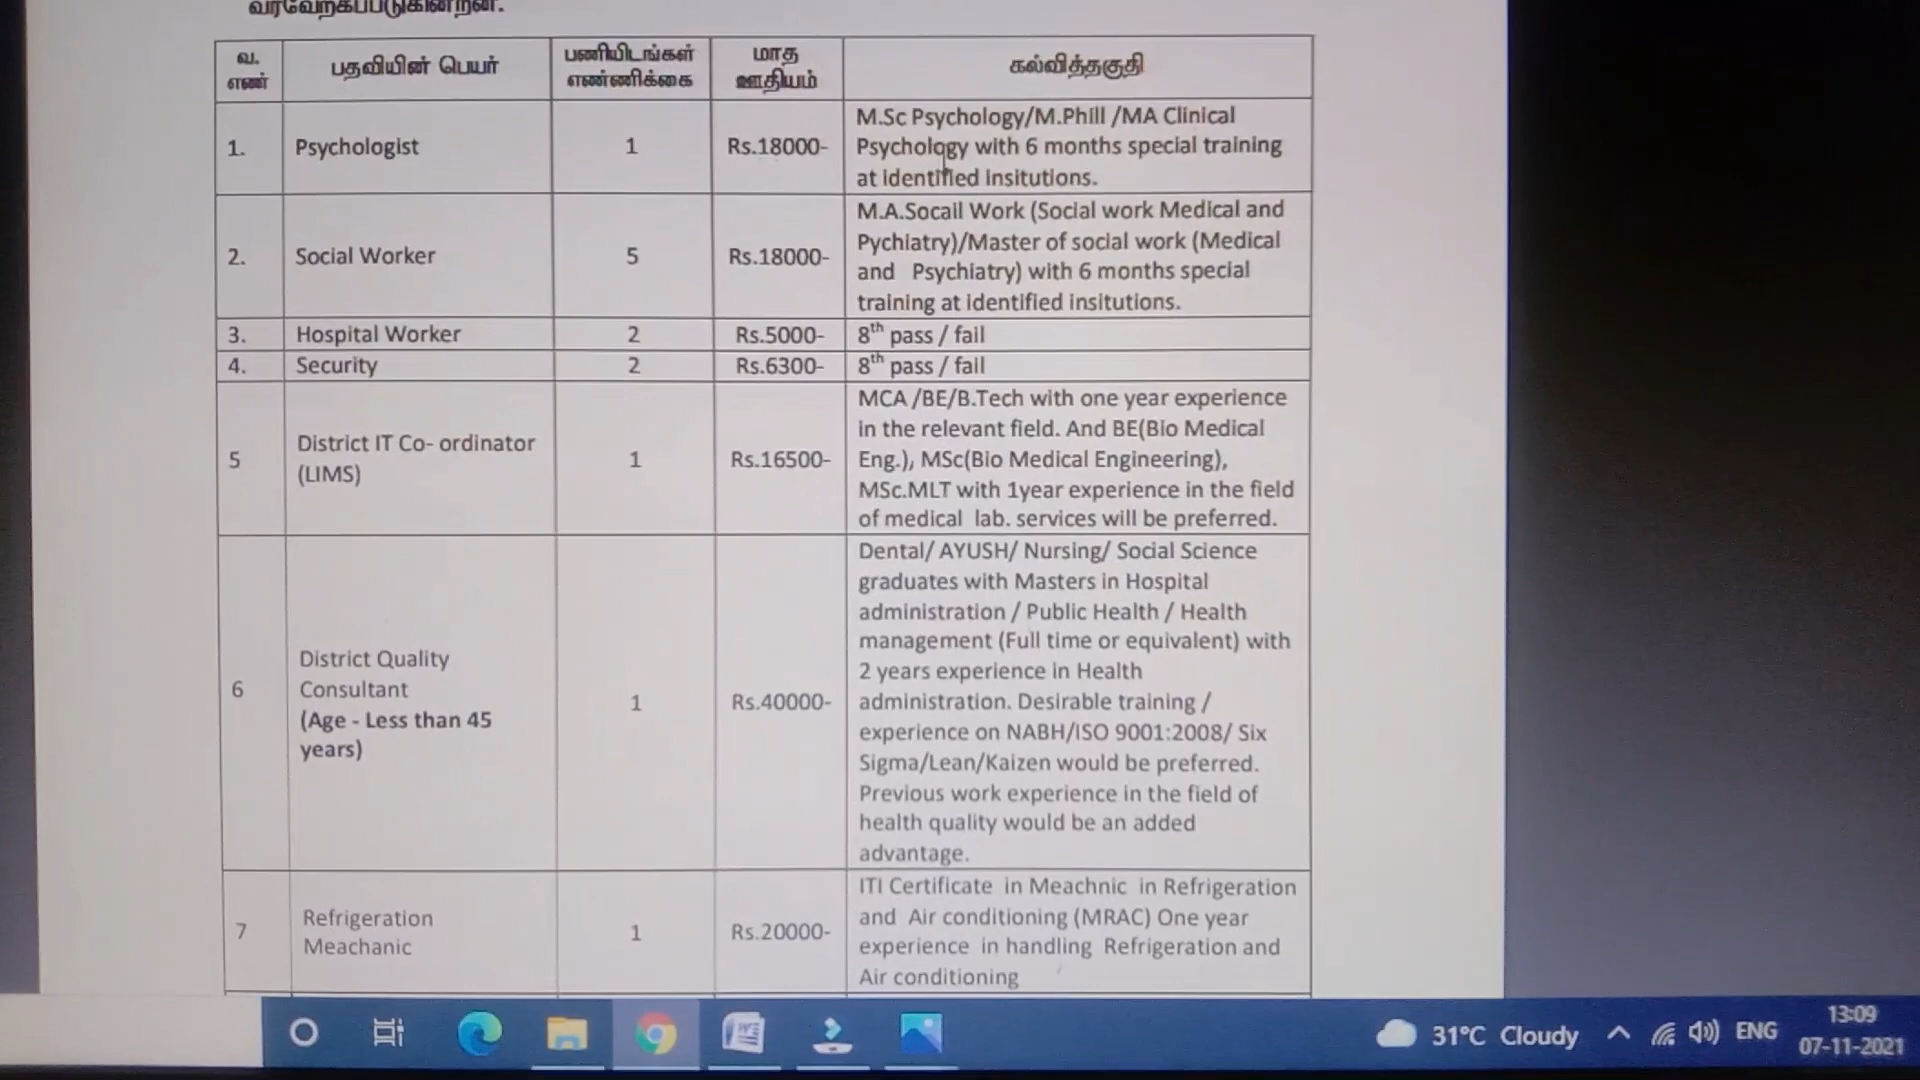 வரவேற்கப்படுகின்றன.
வ. எண்
பதவியின் பெயர்
பணியிடங்கள் எண்ணிக்கை
மாத ஊதியம்
கல்வித்தகுதி
1.
Psychologist
1
Rs.18000-
M.Sc Psychology/M.Phill /MA Clinical
Psychology with 6 months special training
at identified insitutions.
2.
Social Worker
5
Rs.18000-
M.A.Socail Work (Social work Medical and
Pychiatry)/Master of social work (Medical
and Psychiatry) with 6 months special
training at identified insitutions.
3.
Hospital Worker
2
Rs.5000-
8th pass / fail
4.
Security
2
Rs.6300-
8th pass / fail
5
District IT Co- ordinator
(LIMS)
1
Rs.16500-
MCA /BE/B.Tech with one year experience
in the relevant field. And BE(Bio Medical
Eng.), MSc(Bio Medical Engineering),
MSc.MLT with 1year experience in the field
of medical lab. services will be preferred.
6
District Quality
Consultant
(Age - Less than 45
years)
1
Rs.40000-
Dental/ AYUSH/ Nursing/ Social Science
graduates with Masters in Hospital
administration / Public Health / Health
management (Full time or equivalent) with
2 years experience in Health
administration. Desirable training /
experience on NABH/ISO 9001:2008/ Six
Sigma/Lean/Kaizen would be preferred.
Previous work experience in the field of
health quality would be an added
advantage.
7
Refrigeration
Meachanic
1
Rs.20000-
ITI Certificate in Meachnic in Refrigeration
and Air conditioning (MRAC) One year
experience in handling Refrigeration and
Air conditioning
31°C Cloudy
ENG
13:09
07-11-2021